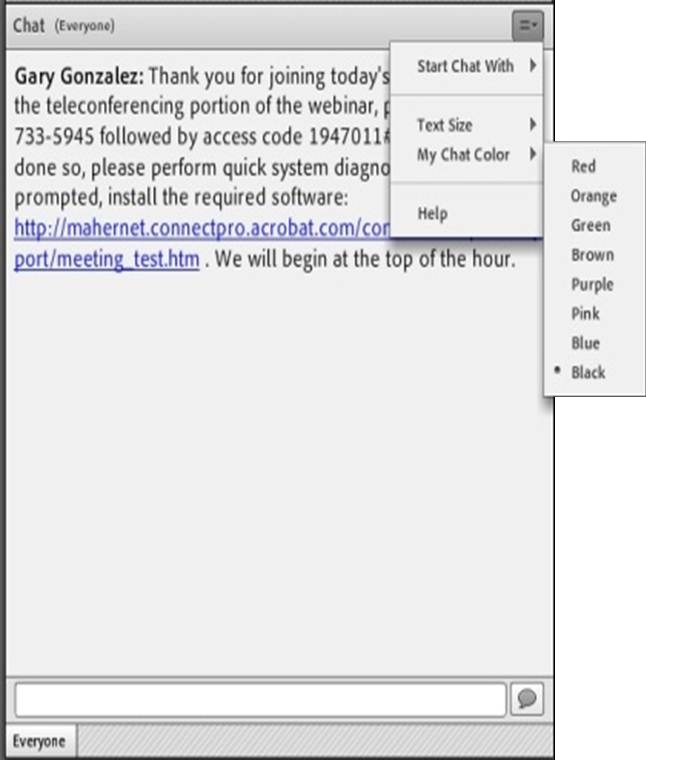 Chat (Everyone)
Gary Gonzalez: Thank you for joining today's
the teleconferencing portion of the webinar,
733-5945 followed by access code 1947011#
done so, please perform quick system
prompted, install the required software:
http://mahernet.connectpro.acrobat.com/
port/meeting_test.htm . We will begin at the top of the hour.
Start Chat With
Text Size
My Chat Color
Help
Red
Orange
Green
Brown
Purple
Pink
Blue
Black
Everyone